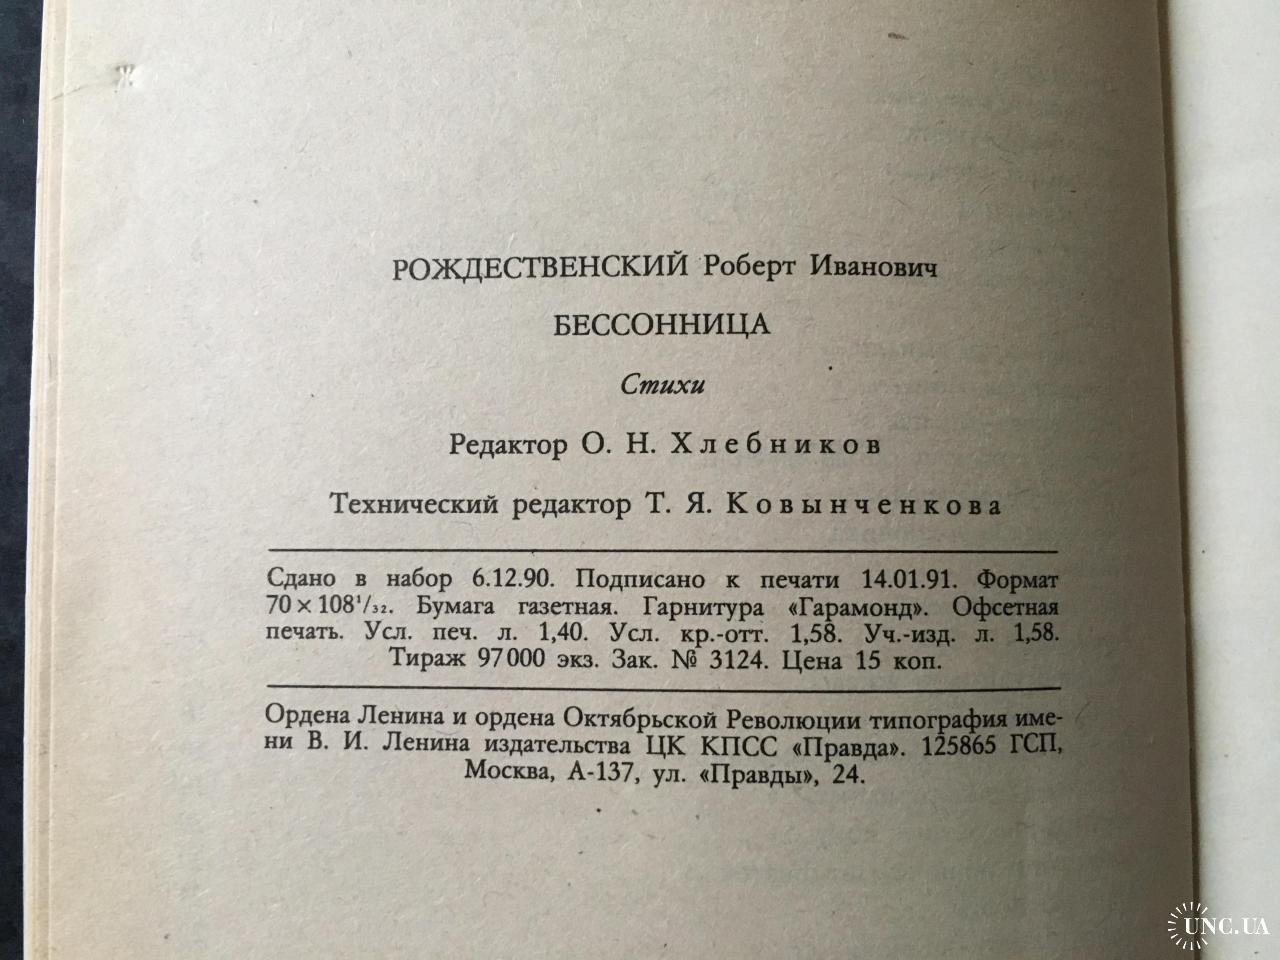 РОЖДЕСТВЕНСКИЙ Роберт Иванович
БЕССОННИЦА
Стихи
Редактор О. Н. Хлебников
Технический редактор Т. Я. Ковынченкова
Сдано в набор 6.12.90. Подписано к печати 14.01.91. Формат
70×108¹/₃₂. Бумага газетная. Гарнитура «Гарамонд». Офсетная
печать. Усл. печ. л. 1,40. Усл. кр.-отт. 1,58. Уч.-изд. л. 1,58.
Тираж 97000 экз. Зак. № 3124. Цена 15 коп.
Ордена Ленина и ордена Октябрьской Революции типография име-
ни В. И. Ленина издательства ЦК КПСС «Правда». 125865 ГСП,
Москва, А-137, ул. «Правды», 24.
UNC.UA